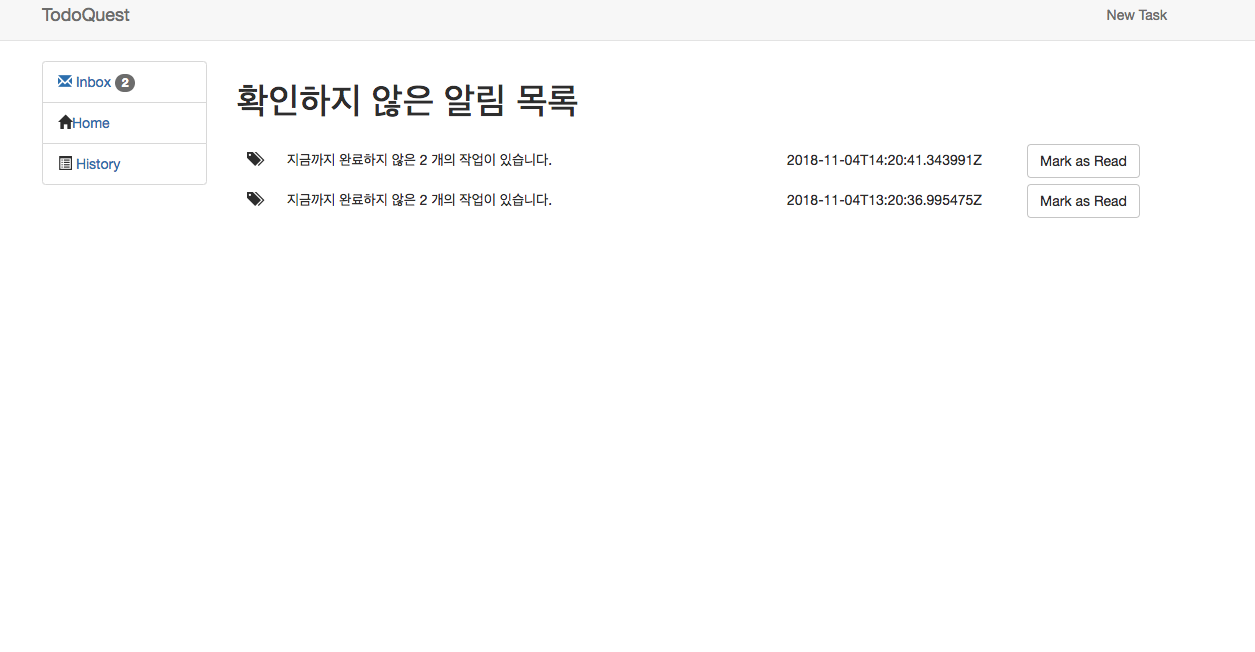 TodoQuest
New Task
Inbox 2
Home
History
확인하지 않은 알림 목록
지금까지 완료하지 않은 2 개의 작업이 있습니다. 2018-11-04T14:20:41.343991Z Mark as Read
지금까지 완료하지 않은 2 개의 작업이 있습니다. 2018-11-04T13:20:36.995475Z Mark as Read